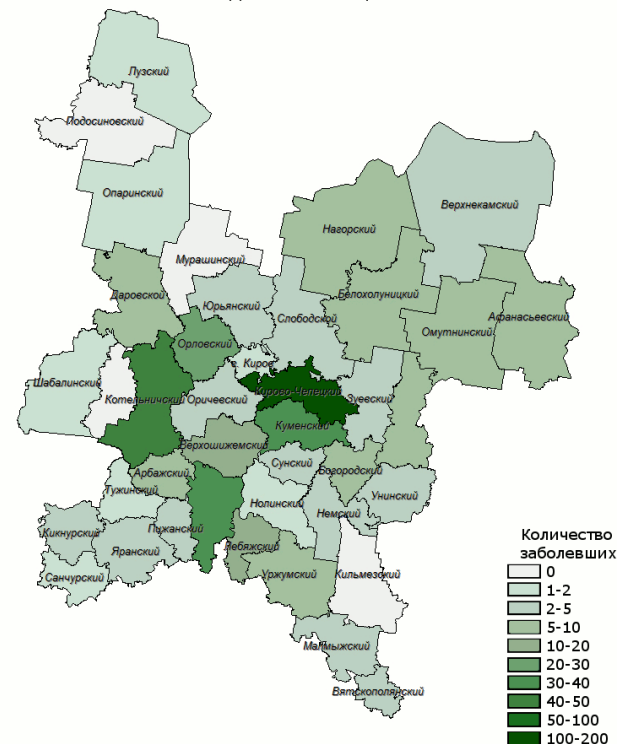 Лузский
Подосиновский
Опаринский
Верхнекамский
Нагорский
Мурашинский
Даровской
Юрьянский
Белохолуницкий
Слободской
Афанасьевский
Омутнинский
Орловский
г. Киров
Шабалинский
Кирово-Чепецкий
Котельничский
Оричевский
Зуевский
Куменский
Верхошижемский
Сунский
Арбажский
Богородский
Тужинский
Унинский
Нолинский
Немский
Пижанский
Кикнурский
Яранский
Лебяжский
Санчурский
Уржумский
Кильмезский
Малмыжский
Вятскополянский
Количество
заболевших
0
1-2
2-5
5-10
10-20
20-30
30-40
40-50
50-100
100-200